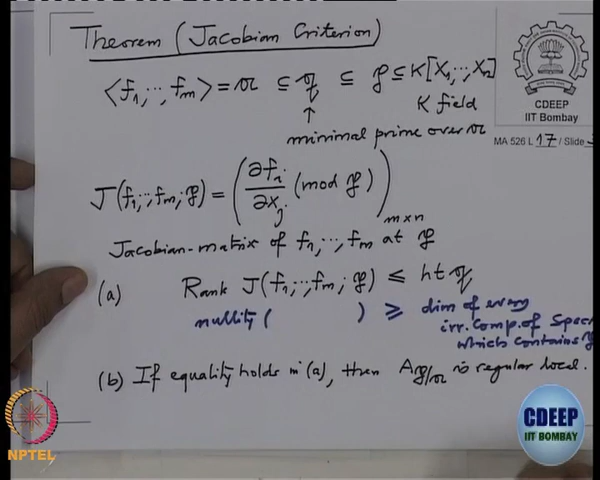 Theorem (Jacobian Criterion)
⟨f₁,…,fₘ⟩ = 𝔞 ⊆ 𝔮 ⊆ 𝔭 ⊆ K[X₁,…,Xₙ]
↑ K field
minimal prime over 𝔞
CDEEP
IIT Bombay
MA 526 L 17 / Slide
J(f₁,…,fₘ; 𝔭) = (∂fᵢ/∂xⱼ (mod 𝔭)) m×n
Jacobian-matrix of f₁,…,fₘ at 𝔭
(a) Rank J(f₁,…,fₘ; 𝔭) ≤ ht 𝔮
nullity ( ) ≥ dim of every
irr. comp. of Spec
which contains
(b) If equality holds in (a), then A𝔭/𝔞 is regular local.
NPTEL
CDEEP
IIT BOMBAY